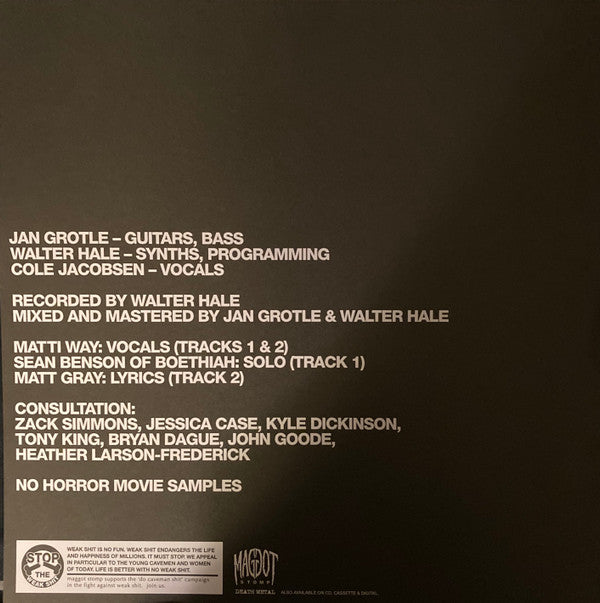 JAN GROTLE – GUITARS, BASS
WALTER HALE – SYNTHS, PROGRAMMING
COLE JACOBSEN – VOCALS
RECORDED BY WALTER HALE
MIXED AND MASTERED BY JAN GROTLE & WALTER HALE
MATTI WAY: VOCALS (TRACKS 1 & 2)
SEAN BENSON OF BOETHIAH: SOLO (TRACK 1)
MATT GRAY: LYRICS (TRACK 2)
CONSULTATION:
ZACK SIMMONS, JESSICA CASE, KYLE DICKINSON,
TONY KING, BRYAN DAGUE, JOHN GOODE,
HEATHER LARSON-FREDERICK
NO HORROR MOVIE SAMPLES
STOP
THE
WEAK SHIT
WEAK SHIT IS NO FUN. WEAK SHIT ENDANGERS THE LIFE
AND HAPPINESS OF MILLIONS. IT MUST STOP. WE APPEAL
IN PARTICULAR TO THE YOUNG CAVEMEN AND WOMEN
OF TODAY. LIFE IS BETTER WITH NO WEAK SHIT.
maggot stomp supports the 'do caveman shit' campaign
in the fight against weak shit. join us.
MAGGOT
STOMP
DEATH METAL
ALSO AVAILABLE ON CD, CASSETTE & DIGITAL